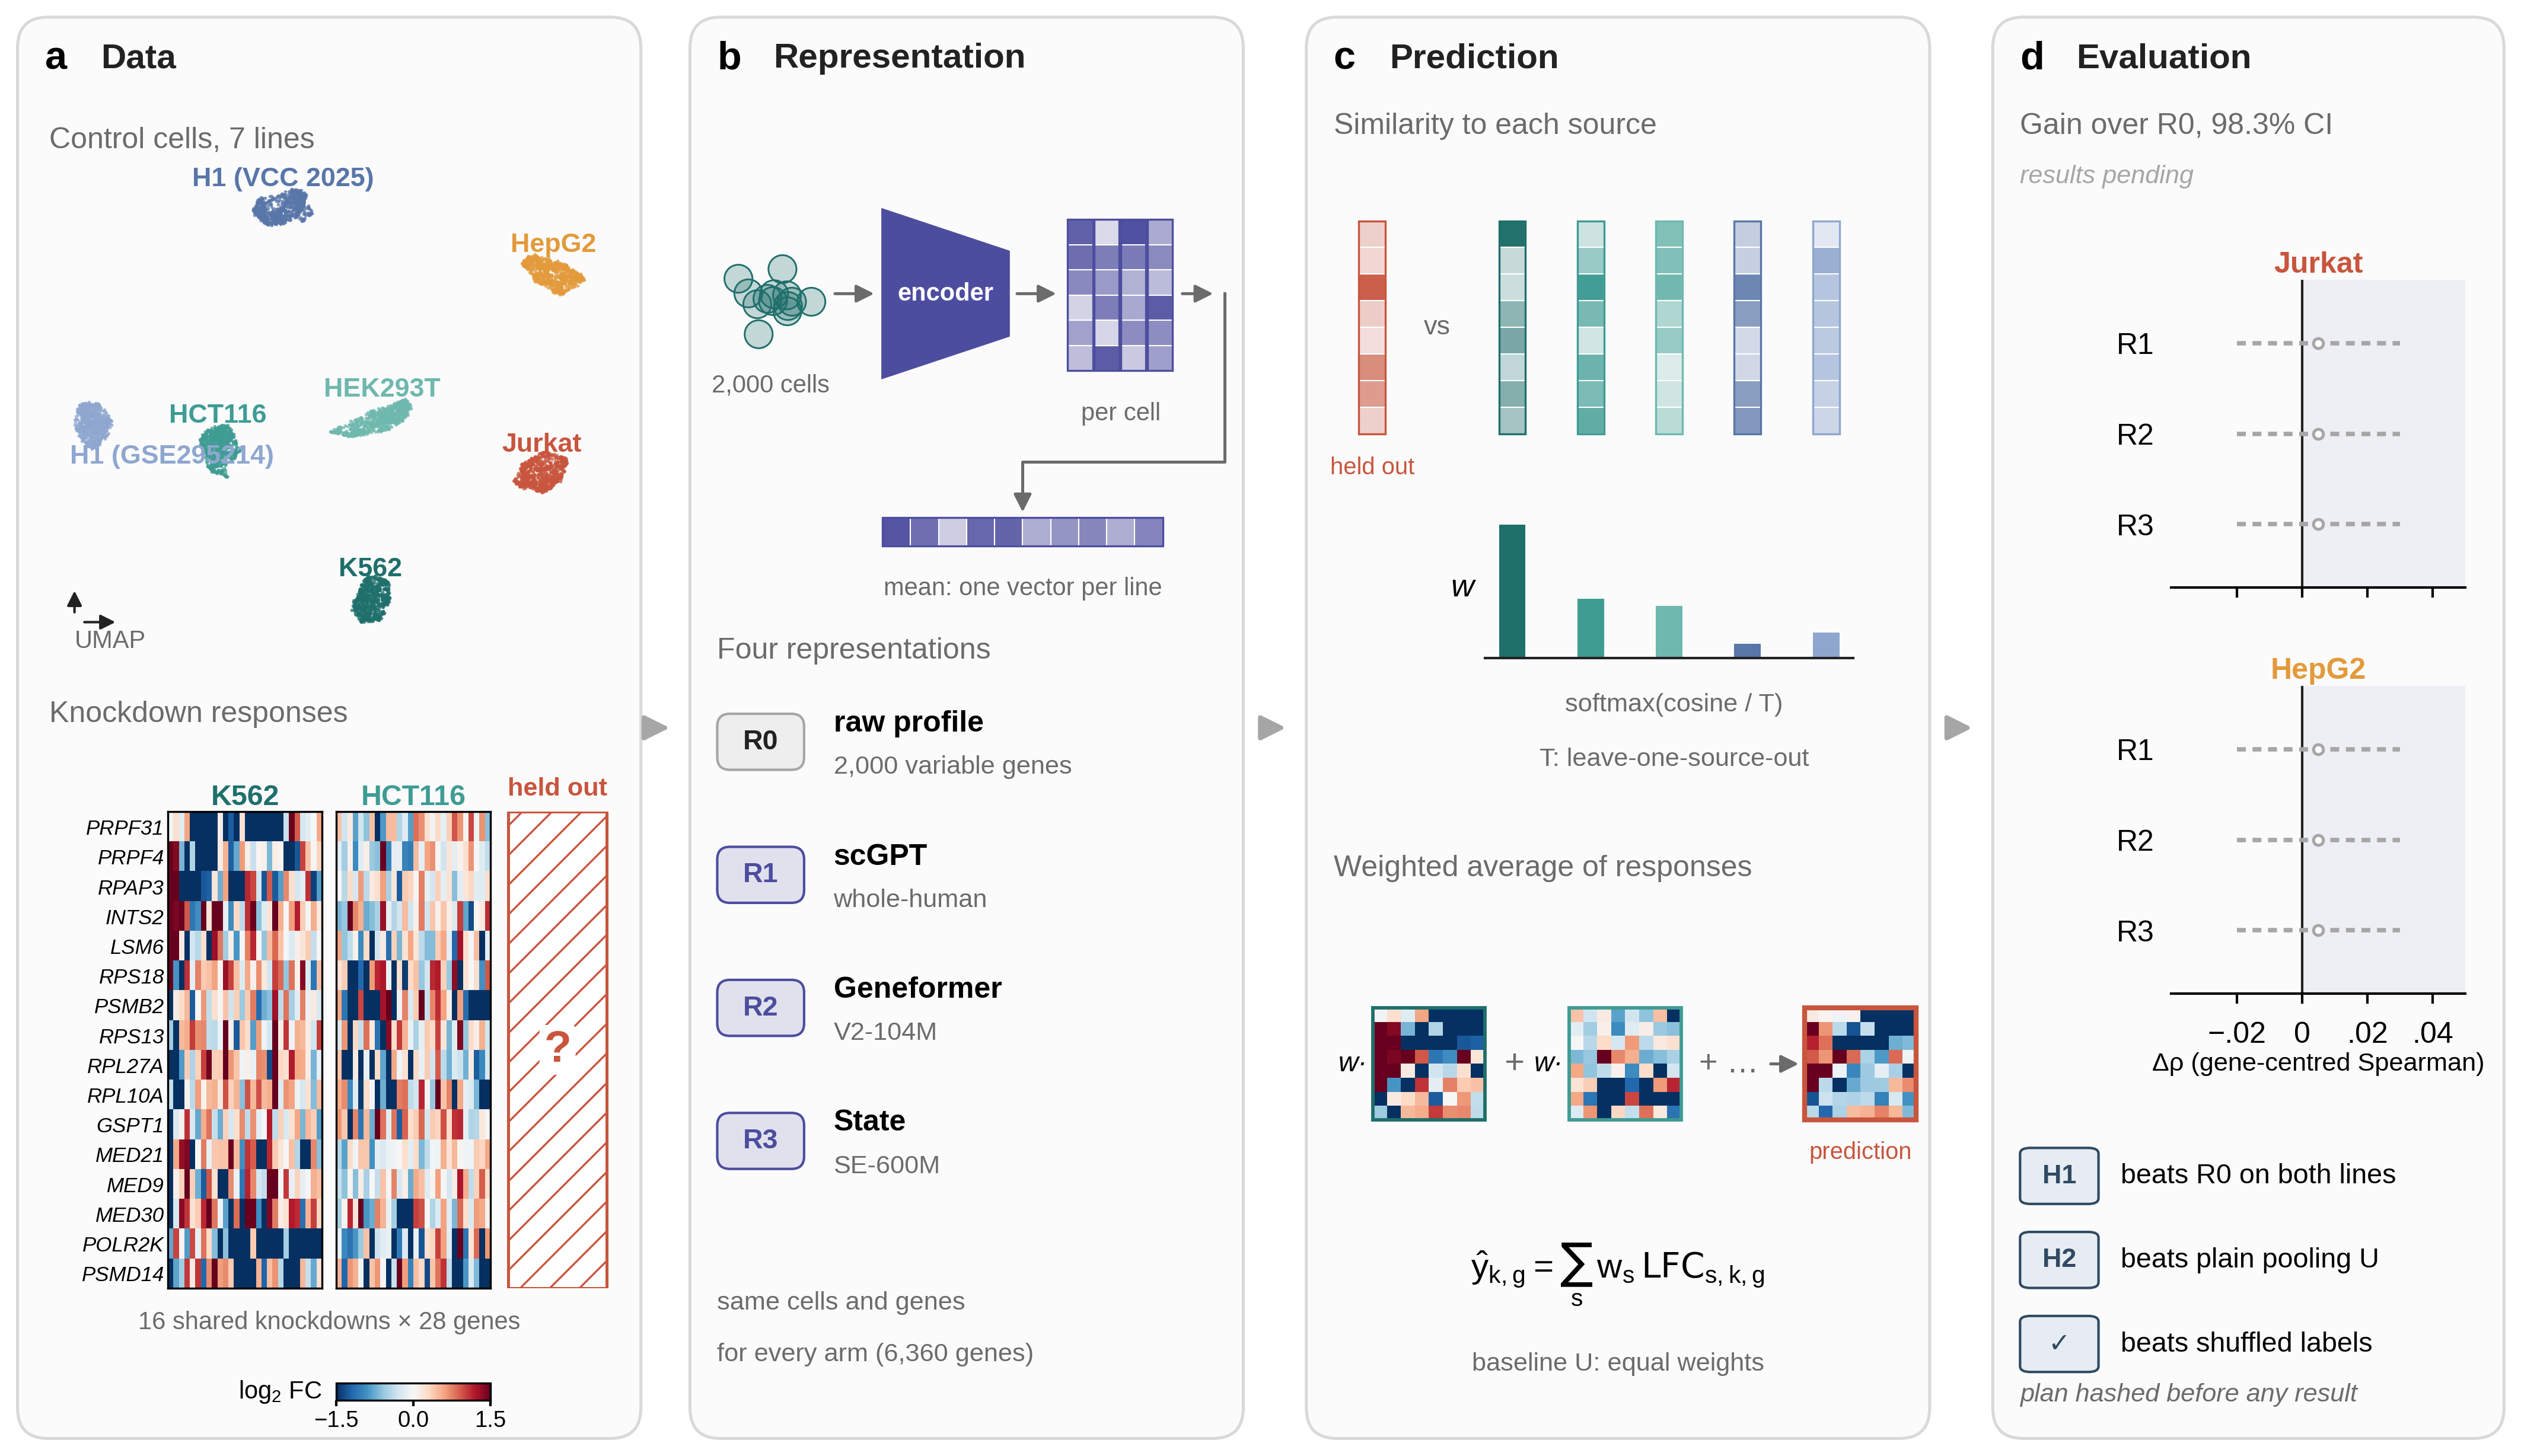 a Data
Control cells, 7 lines
H1 (VCC 2025)
HepG2
HEK293T
HCT116
H1 (GSE295214)
Jurkat
K562
UMAP
Knockdown responses
K562 HCT116 held out
PRPF31
PRPF4
RPAP3
INTS2
LSM6
RPS18
PSMB2
RPS13
RPL27A
RPL10A
GSPT1
MED21
MED9
MED30
POLR2K
PSMD14
?
16 shared knockdowns × 28 genes
log₂ FC
−1.5 0.0 1.5
b Representation
encoder
2,000 cells
per cell
mean: one vector per line
Four representations
R0 raw profile
2,000 variable genes
R1 scGPT
whole-human
R2 Geneformer
V2-104M
R3 State
SE-600M
same cells and genes
for every arm (6,360 genes)
c Prediction
Similarity to each source
vs
held out
w
softmax(cosine / T)
T: leave-one-source-out
Weighted average of responses
w· + w· + ...
prediction
ŷk, g = ∑s ws LFCs, k, g
baseline U: equal weights
d Evaluation
Gain over R0, 98.3% CI
results pending
Jurkat
R1
R2
R3
HepG2
R1
R2
R3
−.02 0 .02 .04
Δρ (gene-centred Spearman)
H1 beats R0 on both lines
H2 beats plain pooling U
✓ beats shuffled labels
plan hashed before any result